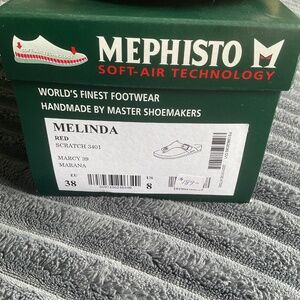 MEPHISTO M
SOFT-AIR TECHNOLOGY
WORLD'S FINEST FOOTWEAR
HANDMADE BY MASTER SHOEMAKERS
MELINDA
RED
SCRATCH 3401
MARCY 39
MARANA
EU US
38 8